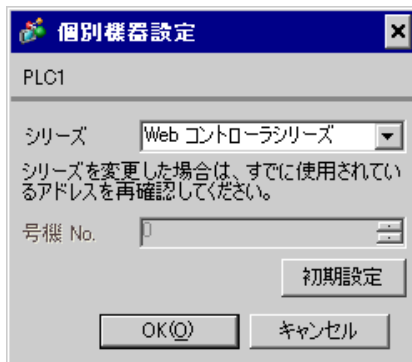 個別機器設定
PLC1
シリーズ Web コントローラシリーズ
シリーズを変更した場合は、すでに使用されてい
るアドレスを再確認してください。
号機 No. 0
初期設定
OK(O) キャンセル